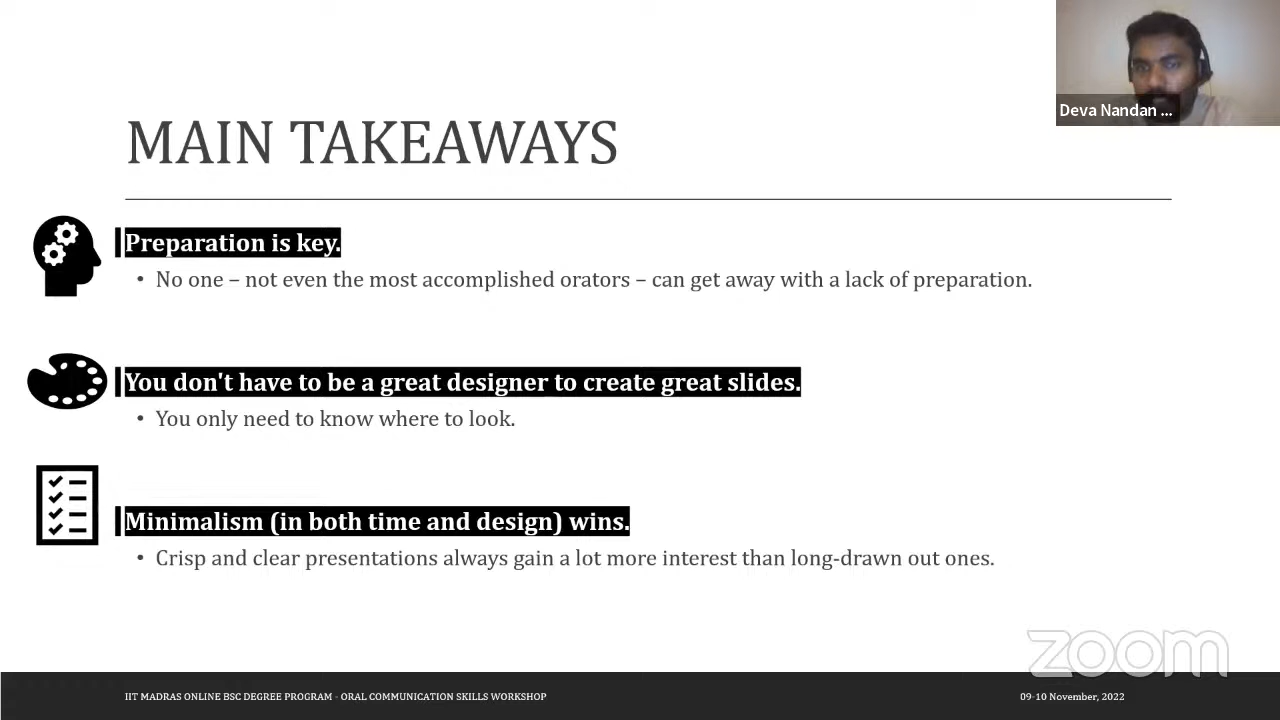 Deva Nandan ...
MAIN TAKEAWAYS
Preparation is key.
• No one – not even the most accomplished orators – can get away with a lack of preparation.
You don't have to be a great designer to create great slides.
• You only need to know where to look.
Minimalism (in both time and design) wins.
• Crisp and clear presentations always gain a lot more interest than long-drawn out ones.
zoom
IIT MADRAS ONLINE BSC DEGREE PROGRAM - ORAL COMMUNICATION SKILLS WORKSHOP
09-10 November, 2022